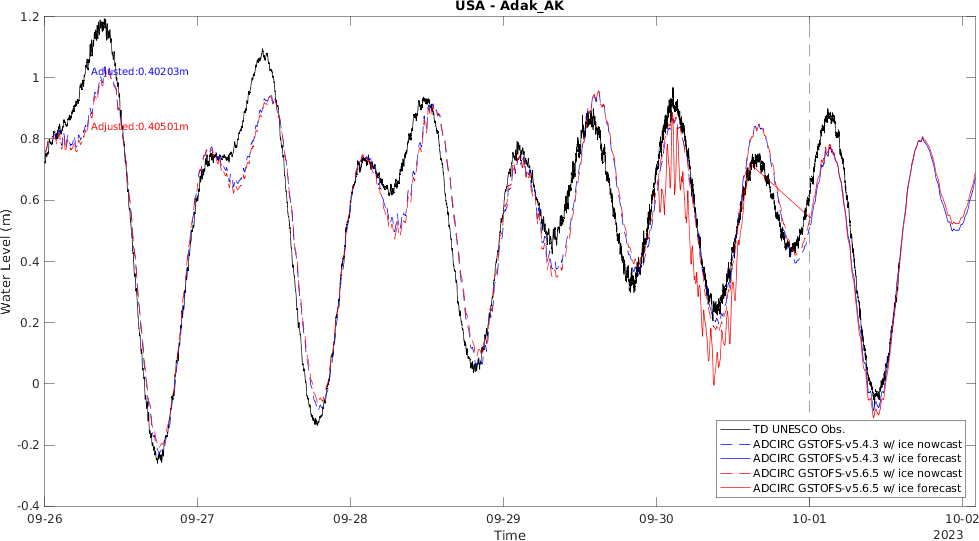 USA - Adak_AK
1.2
1
0.8
0.6
0.4
0.2
0
-0.2
-0.4
Water Level (m)
Adjusted:0.40203m
Adjusted:0.40501m
TD UNESCO Obs.
ADCIRC GSTOFS-v5.4.3 w/ ice nowcast
ADCIRC GSTOFS-v5.4.3 w/ ice forecast
ADCIRC GSTOFS-v5.6.5 w/ ice nowcast
ADCIRC GSTOFS-v5.6.5 w/ ice forecast
09-26 09-27 09-28 09-29 09-30 10-01 10-02
Time
2023